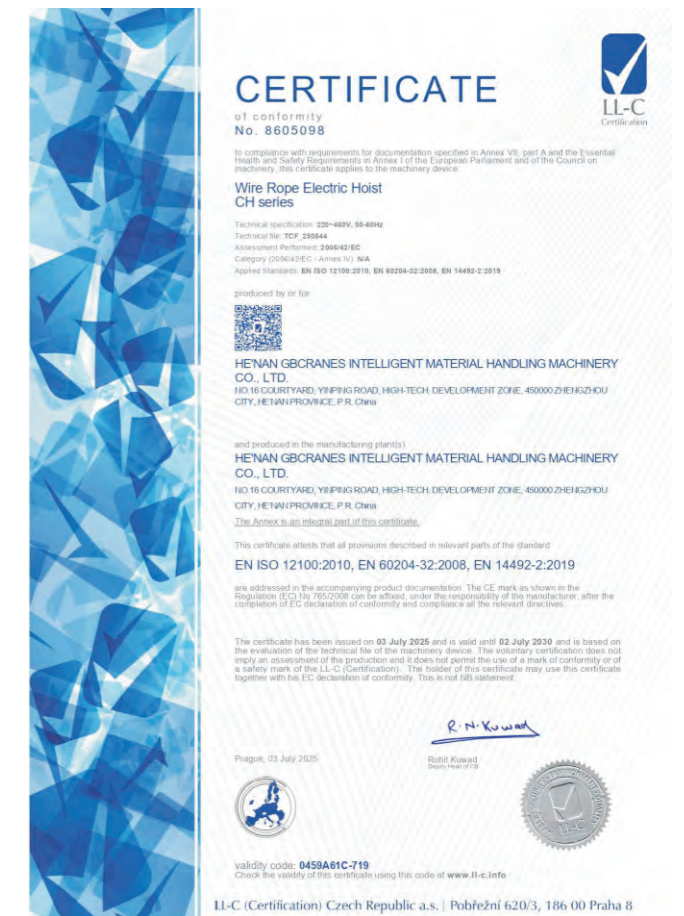 LL-C
Certification
CERTIFICATE
of conformity
No. 8605098
In compliance with requirements for documentation specified in Annex VII, part A and the Essential
Health and Safety Requirements in Annex I of the European Parliament and of the Council on
machinery, this certificate applies to the machinery device:
Wire Rope Electric Hoist
CH series
Technical specification: 220~460V, 50-60Hz
Technical file: TCF_250844
Assessment Performed: 2006/42/EC
Category (2006/42/EC - Annex IV): N/A
Applied Standards: EN ISO 12100:2010, EN 60204-32:2008, EN 14492-2:2019
produced by or for
HE'NAN GBCRANES INTELLIGENT MATERIAL HANDLING MACHINERY
CO., LTD.
NO.16 COURTYARD, YINPING ROAD, HIGH-TECH. DEVELOPMENT ZONE, 450000 ZHENGZHOU
CITY, HE'NAN PROVINCE, P.R. China
and produced in the manufacturing plant(s)
HE'NAN GBCRANES INTELLIGENT MATERIAL HANDLING MACHINERY
CO., LTD.
NO.16 COURTYARD, YINPING ROAD, HIGH-TECH. DEVELOPMENT ZONE, 450000 ZHENGZHOU
CITY, HE'NAN PROVINCE, P.R. China
The Annex is an integral part of this certificate.
This certificate attests that all provisions described in relevant parts of the standard
EN ISO 12100:2010, EN 60204-32:2008, EN 14492-2:2019
are addressed in the accompanying product documentation. The CE mark as shown in the
Regulation (EC) No 765/2008 can be affixed, under the responsibility of the manufacturer, after the
completion of EC declaration of conformity and compliance all the relevant directives.
The certificate has been issued on 03 July 2025 and is valid until 02 July 2030 and is based on
the evaluation of the technical file of the machinery device. The voluntary certification does not
imply an assessment of the production and it does not permit the use of a mark of conformity or of
a safety mark of the LL-C (Certification). The holder of this certificate may use this certificate
together with his EC declaration of conformity. This is not NB statement.
R.N.Kuwad
Prague, 03 July 2025
Rohit Kuwad
Deputy Head of CB
LL-C
validity code: 0459A61C-719
Check the validity of this certificate using this code at www.ll-c.info
LL-C (Certification) Czech Republic a.s. | Pobřežní 620/3, 186 00 Praha 8